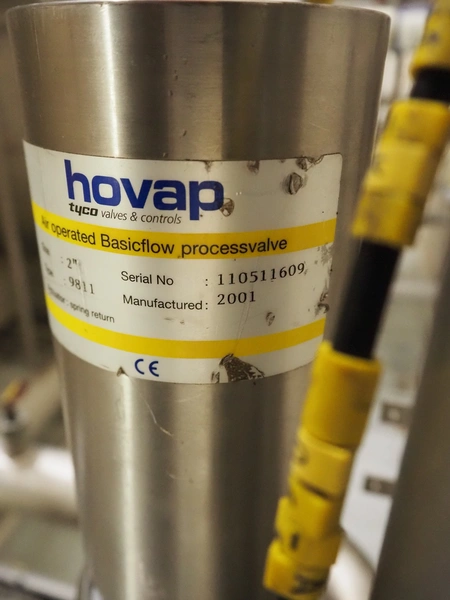 hovap
tyco valves & controls
Air operated Basicflow processvalve
: 2"
Serial No : 110511609
: 9811
Manufactured : 2001
spring return
CE